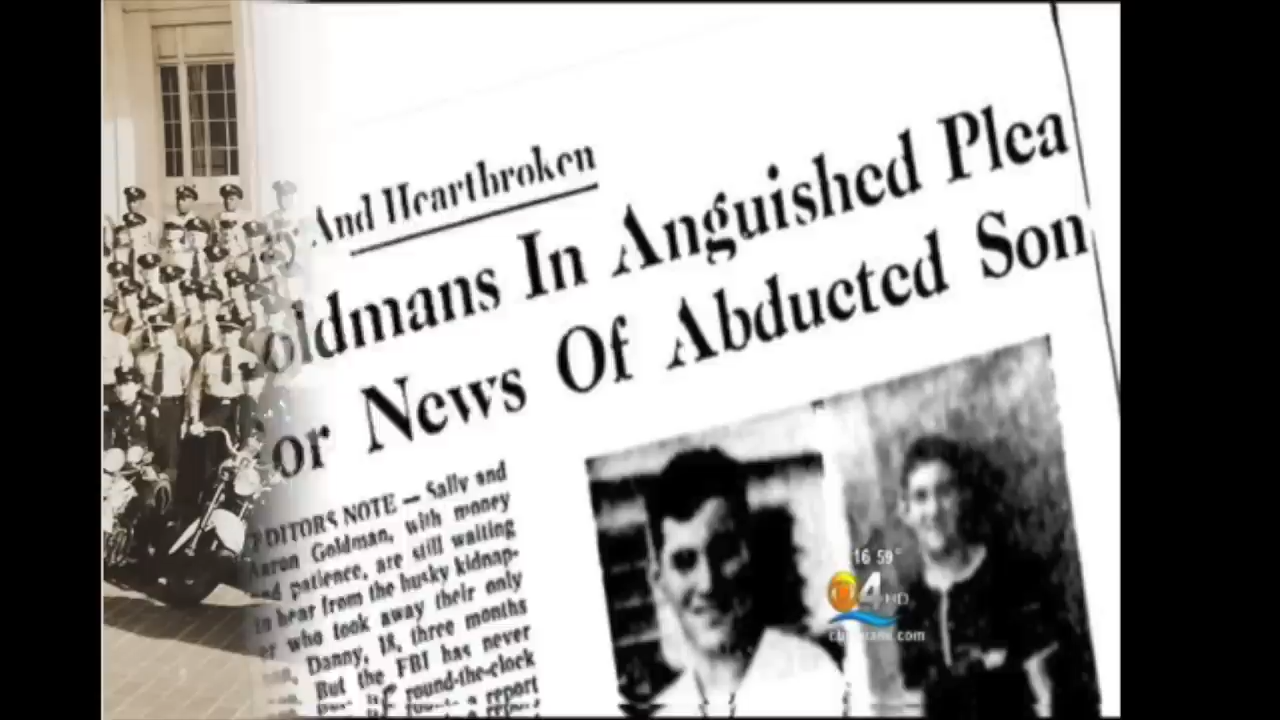 And Heartbroken
oldmans In Anguished Plea
or News Of Abducted Son
EDITORS NOTE — Sally and
Aaron Goldman, with money
and patience, are still waiting
to hear from the husky kidnap-
er who took away their only
Danny, 18, three months
But the FBI has never
round-the-clock
a report
16 59°
4 HD